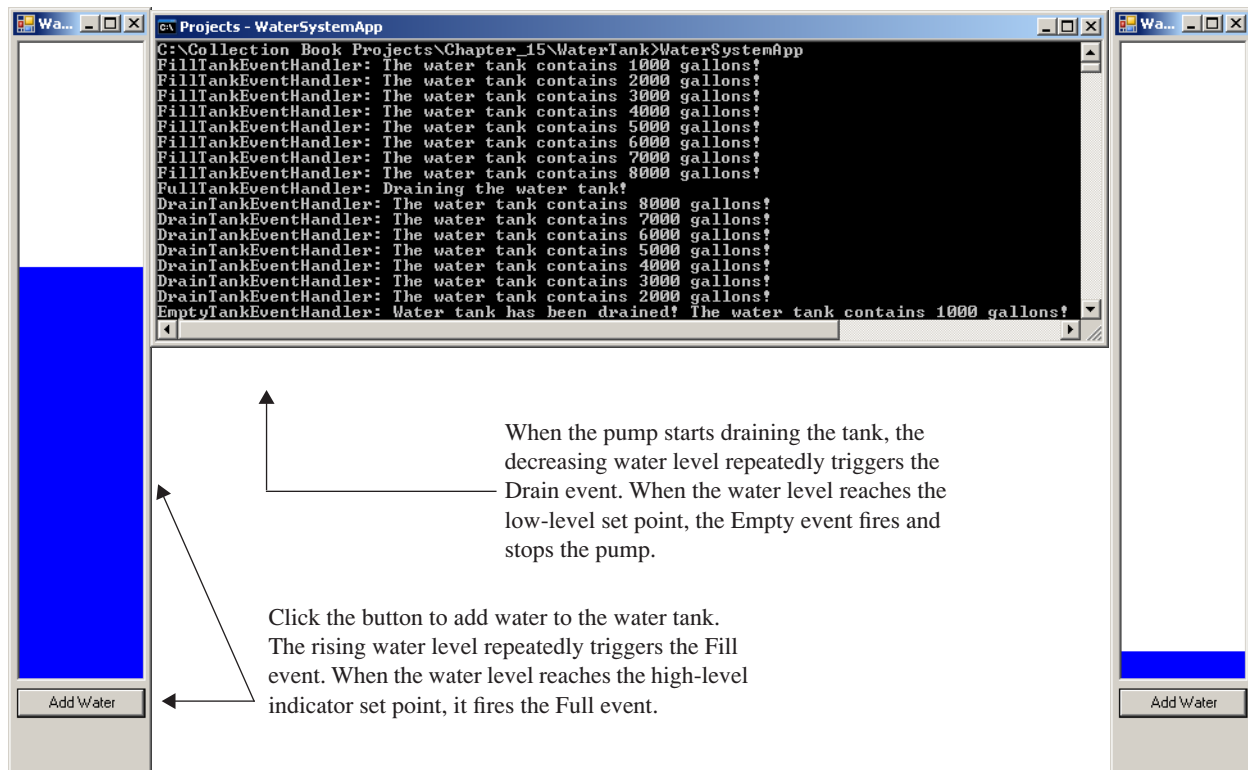 Wa...
Projects - WaterSystemApp
Wa...
C:\Collection Book Projects\Chapter_15\WaterTank>WaterSystemApp
FillTankEventHandler: The water tank contains 1000 gallons!
FillTankEventHandler: The water tank contains 2000 gallons!
FillTankEventHandler: The water tank contains 3000 gallons!
FillTankEventHandler: The water tank contains 4000 gallons!
FillTankEventHandler: The water tank contains 5000 gallons!
FillTankEventHandler: The water tank contains 6000 gallons!
FillTankEventHandler: The water tank contains 7000 gallons!
FillTankEventHandler: The water tank contains 8000 gallons!
FullTankEventHandler: Draining the water tank!
DrainTankEventHandler: The water tank contains 8000 gallons!
DrainTankEventHandler: The water tank contains 7000 gallons!
DrainTankEventHandler: The water tank contains 6000 gallons!
DrainTankEventHandler: The water tank contains 5000 gallons!
DrainTankEventHandler: The water tank contains 4000 gallons!
DrainTankEventHandler: The water tank contains 3000 gallons!
DrainTankEventHandler: The water tank contains 2000 gallons!
EmptyTankEventHandler: Water tank has been drained! The water tank contains 1000 gallons!
When the pump starts draining the tank, the
decreasing water level repeatedly triggers the
Drain event. When the water level reaches the
low-level set point, the Empty event fires and
stops the pump.
Click the button to add water to the water tank.
The rising water level repeatedly triggers the Fill
event. When the water level reaches the high-level
indicator set point, it fires the Full event.
Add Water
Add Water